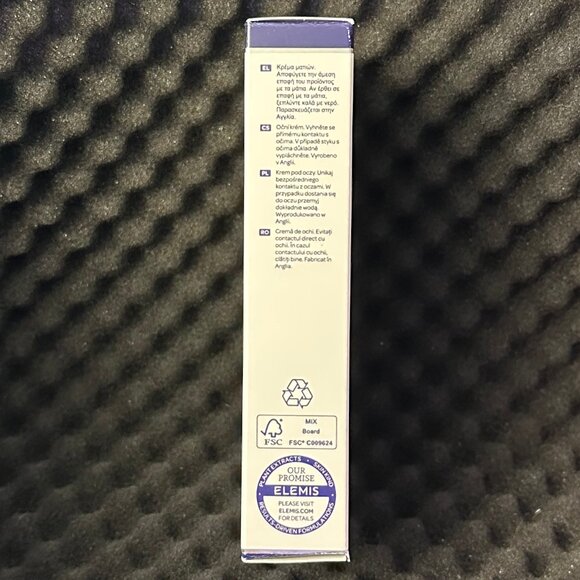 EL Κρέμα ματιών.
Αποφύγετε την άμεση
επαφή του προϊόντος
με τα μάτια. Αν έρθει σε
επαφή με τα μάτια,
ξεπλύντε καλά με νερό.
Παρασκευάζεται στην
Αγγλία.
CS Oční krém. Vyhněte se
přímému kontaktu s
očima. V případě styku s
očima důkladně
vypláchněte. Vyrobeno
v Anglii.
PL Krem pod oczy. Unikaj
bezpośredniego
kontaktu z oczami. W
przypadku dostania się
do oczu przemyj
dokładnie wodą.
Wyprodukowano w
Anglii.
RO Cremă de ochi. Evitați
contactul direct cu
ochii. În cazul
contactului cu ochii,
clătiți bine. Fabricat în
Anglia.
FSC
MIX
Board
FSC® C009624
PLANT EXTRACTS • SKIN KIND
OUR
PROMISE
ELEMIS
PLEASE VISIT
ELEMIS.COM
FOR DETAILS
RESULTS-DRIVEN FORMULATIONS